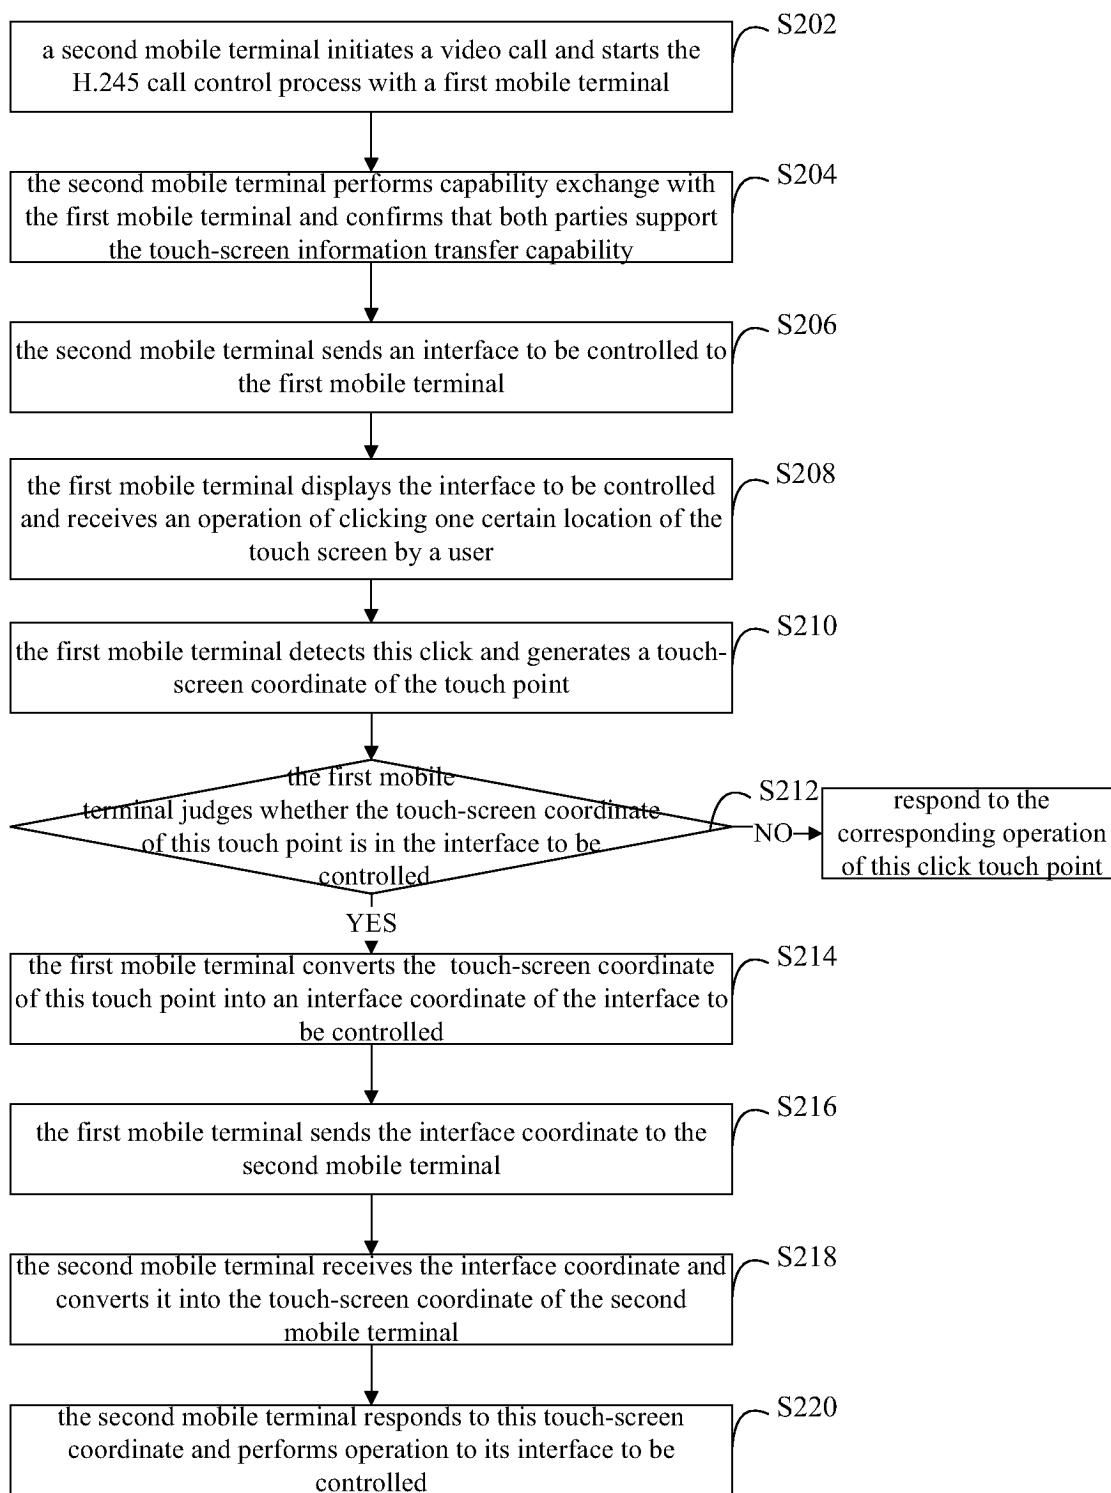 S202
a second mobile terminal initiates a video call and starts the
H.245 call control process with a first mobile terminal
S204
the second mobile terminal performs capability exchange with
the first mobile terminal and confirms that both parties support
the touch-screen information transfer capability
S206
the second mobile terminal sends an interface to be controlled to
the first mobile terminal
S208
the first mobile terminal displays the interface to be controlled
and receives an operation of clicking one certain location of the
touch screen by a user
S210
the first mobile terminal detects this click and generates a touch-
screen coordinate of the touch point
S212
the first mobile
terminal judges whether the touch-screen coordinate
of this touch point is in the interface to be
controlled
NO
respond to the
corresponding operation
of this click touch point
YES
S214
the first mobile terminal converts the touch-screen coordinate
of this touch point into an interface coordinate of the interface to
be controlled
S216
the first mobile terminal sends the interface coordinate to the
second mobile terminal
S218
the second mobile terminal receives the interface coordinate and
converts it into the touch-screen coordinate of the second
mobile terminal
S220
the second mobile terminal responds to this touch-screen
coordinate and performs operation to its interface to be
controlled